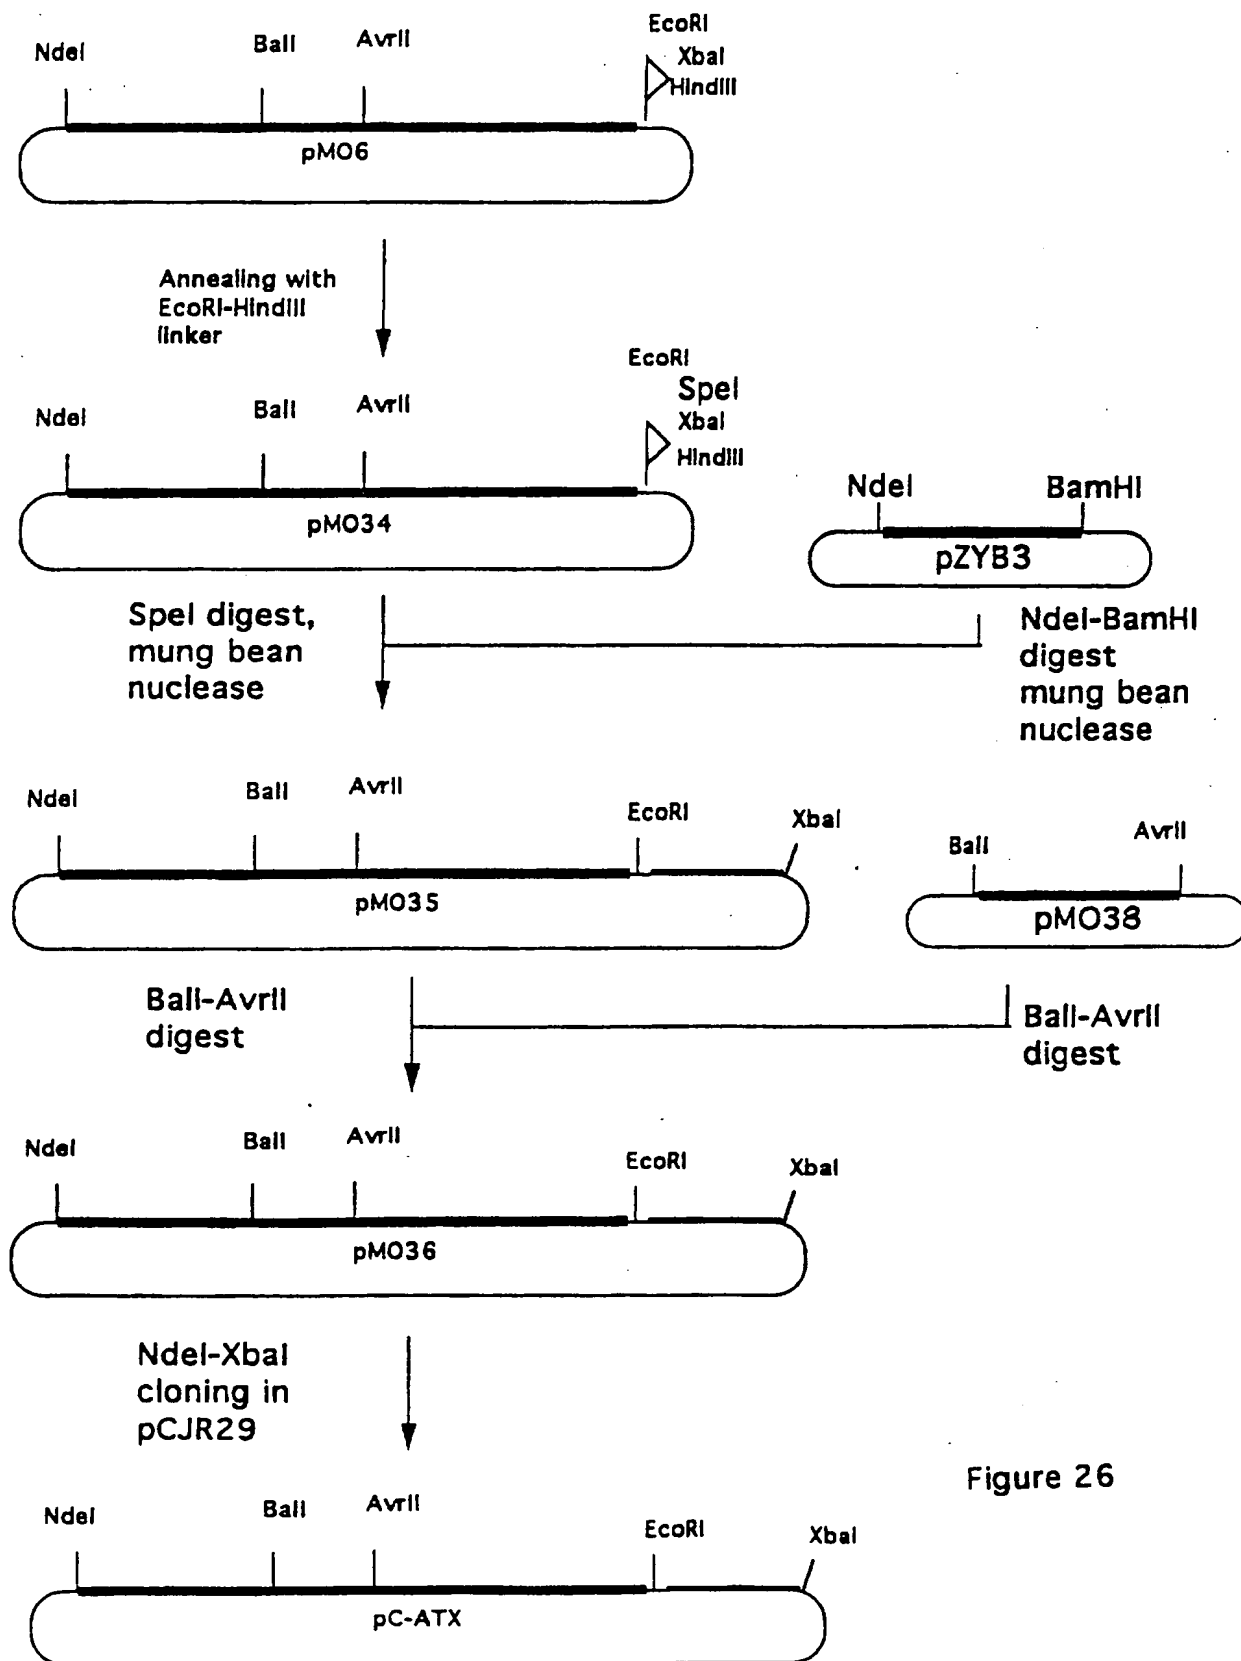 EcoRI
NdeI BalI AvrII XbaI
HindIII
pMO6
Annealing with
EcoRI-HindIII
linker
EcoRI
SpeI
NdeI BalI AvrII XbaI
HindIII
pMO34
NdeI BamHI
pZYB3
SpeI digest,
mung bean
nuclease
NdeI-BamHI
digest
mung bean
nuclease
NdeI BalI AvrII EcoRI XbaI
pMO35
BalI AvrII
pMO38
BalI-AvrII
digest
BalI-AvrII
digest
NdeI BalI AvrII EcoRI XbaI
pMO36
NdeI-XbaI
cloning in
pCJR29
Figure 26
NdeI BalI AvrII EcoRI XbaI
pC-ATX